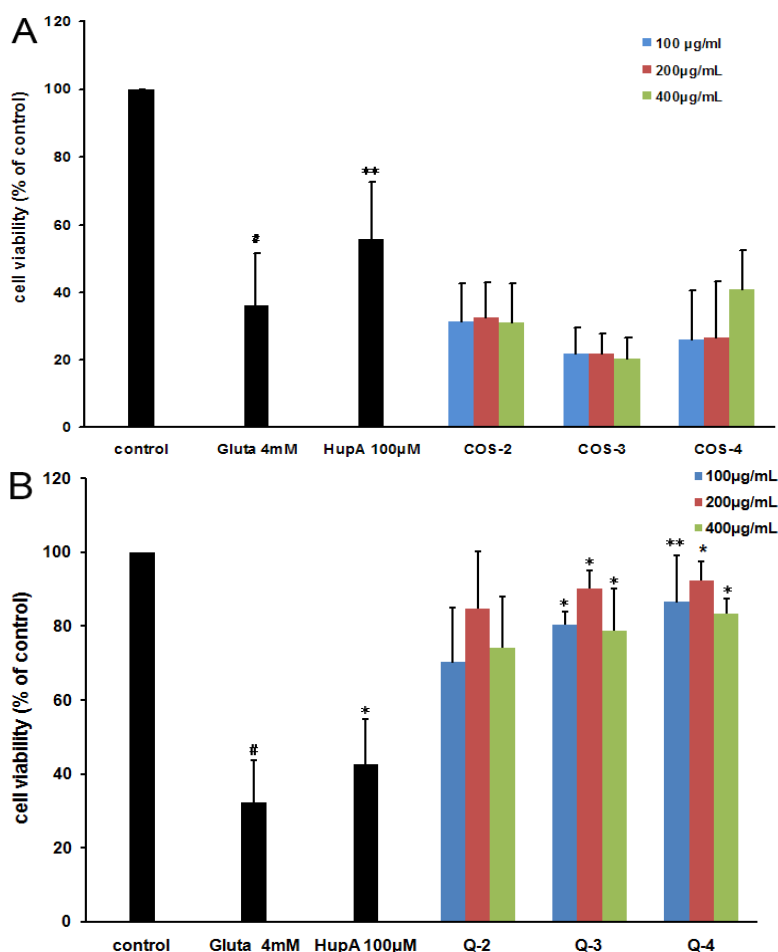 A
120
100
80
60
40
20
0
cell viability (% of control)
100 µg/ml
200µg/mL
400µg/mL
#
**
control Gluta 4mM HupA 100µM COS-2 COS-3 COS-4
B
120
100
80
60
40
20
0
cell viability (% of control)
100µg/mL
200µg/mL
400µg/mL
#
*
* * *
** * *
control Gluta 4mM HupA 100µM Q-2 Q-3 Q-4